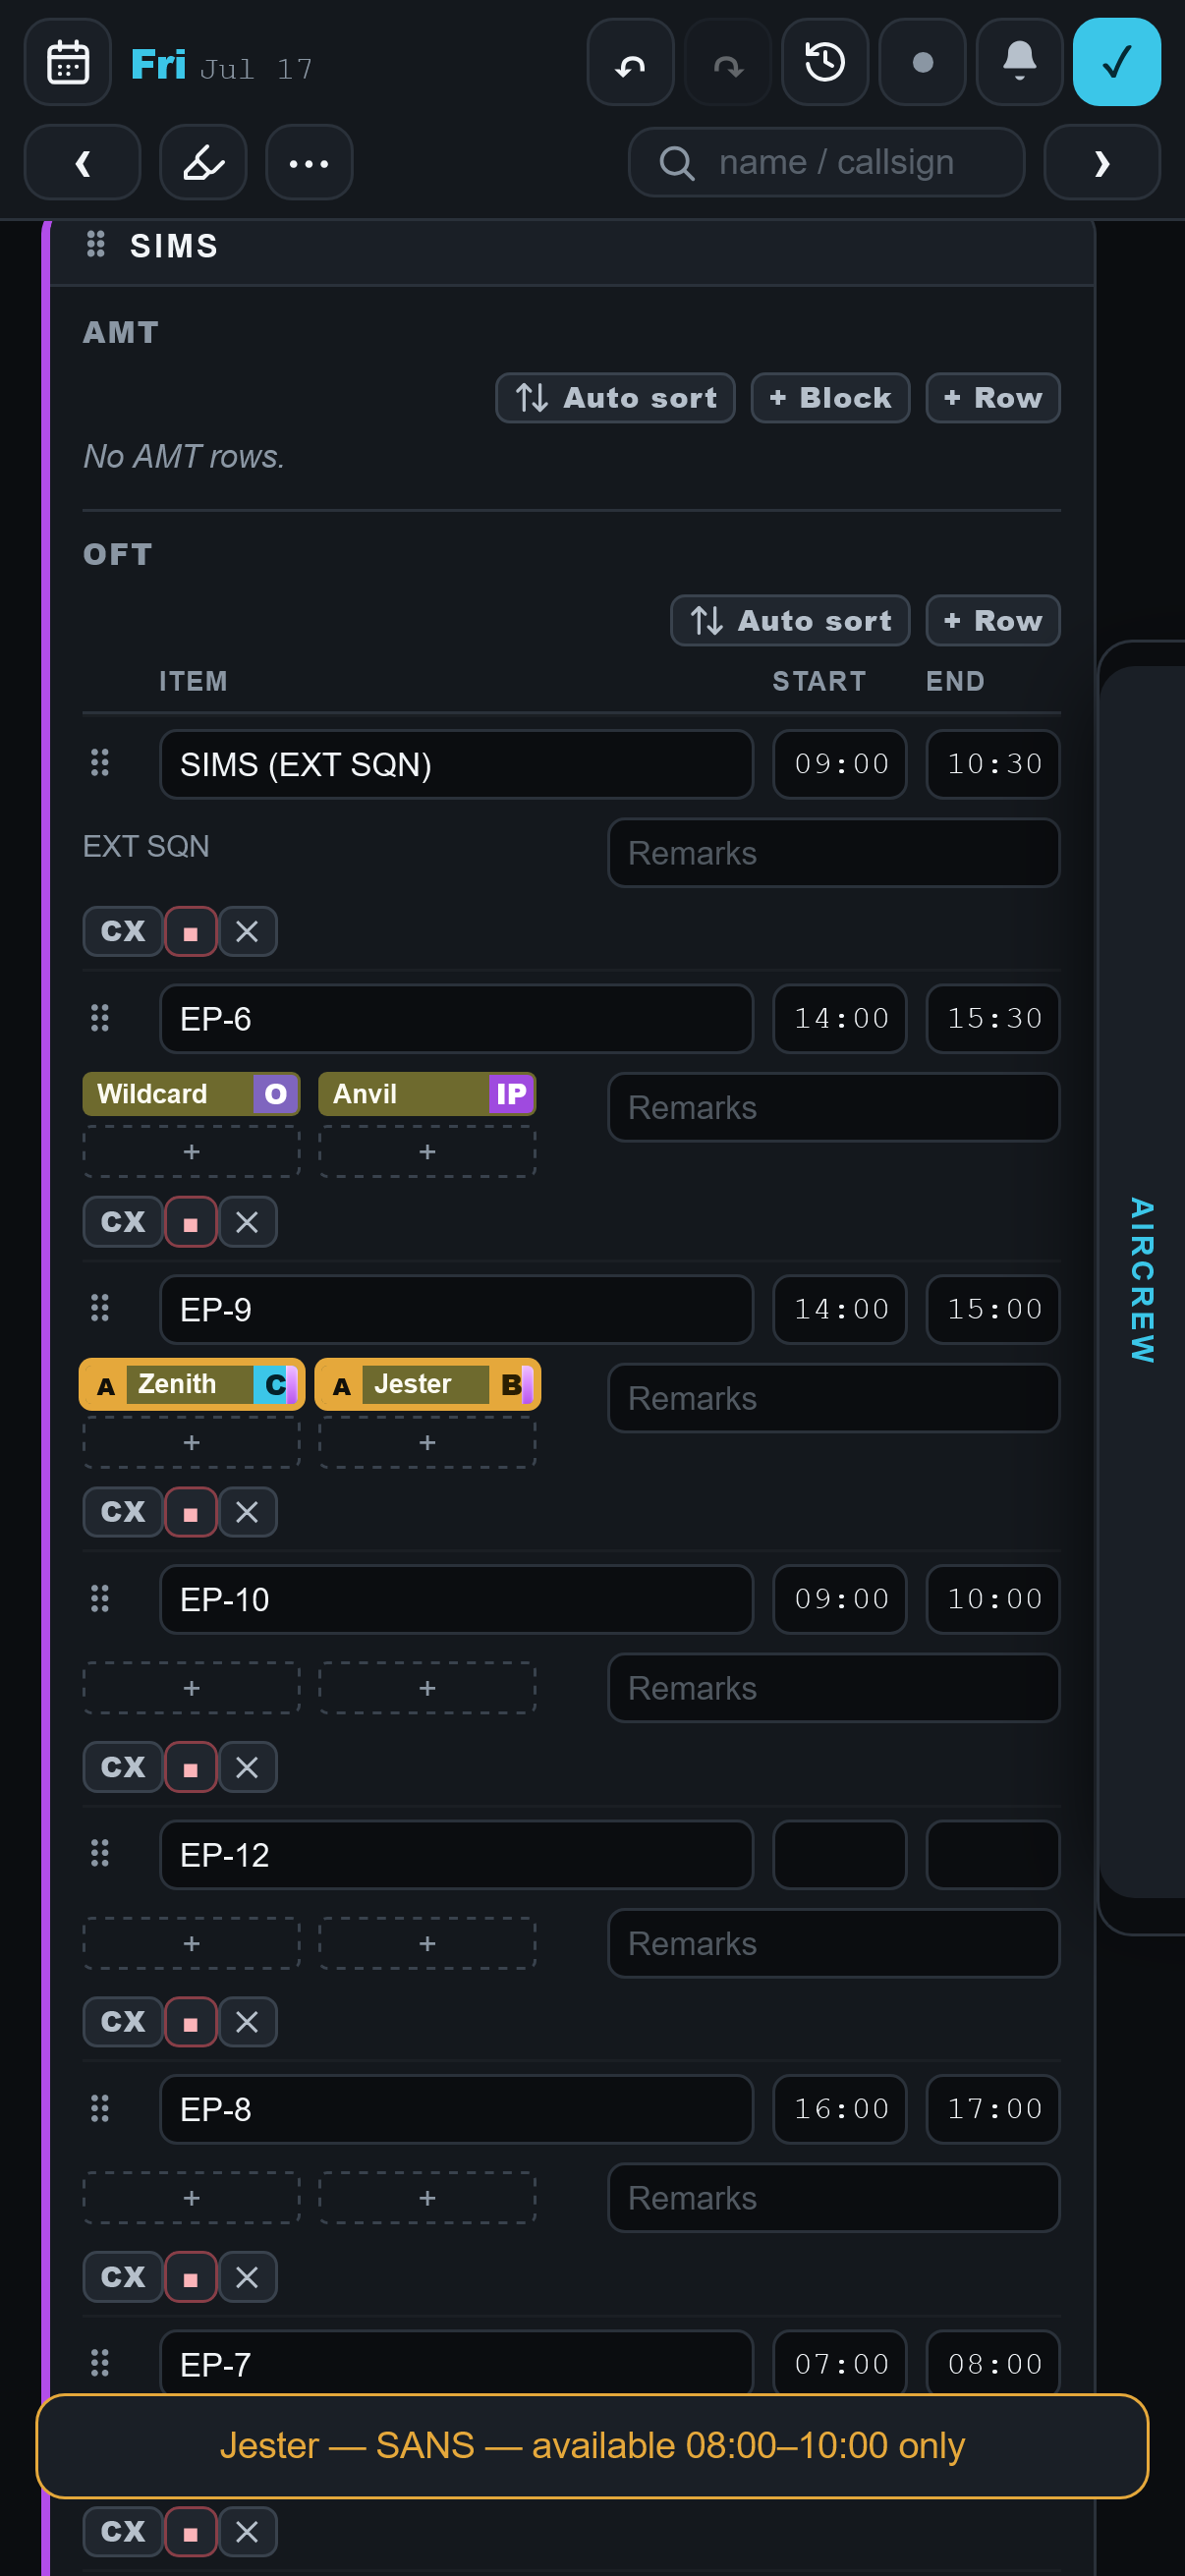 Fri Jul 17
name / callsign
SIMS
AMT
Auto sort + Block + Row
No AMT rows.
OFT
Auto sort + Row
ITEM START END
SIMS (EXT SQN) 09:00 10:30
EXT SQN Remarks
CX
EP-6 14:00 15:30
Wildcard O Anvil IP Remarks
+ +
CX
EP-9 14:00 15:00
A Zenith C A Jester B Remarks
+ +
CX
EP-10 09:00 10:00
+ + Remarks
CX
EP-12
+ + Remarks
CX
EP-8 16:00 17:00
+ + Remarks
CX
EP-7 07:00 08:00
Jester — SANS — available 08:00–10:00 only
CX
AIRCREW